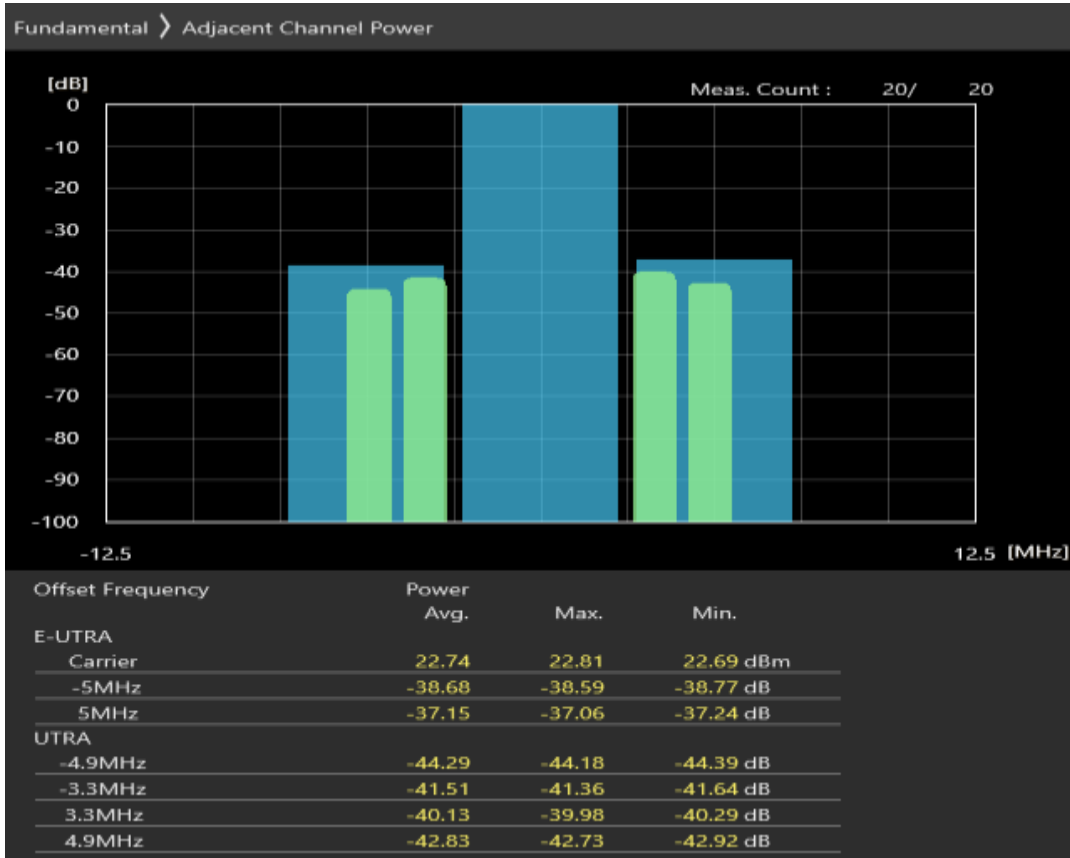 Fundamental 〉 Adjacent Channel Power
[dB]
Meas. Count : 20/ 20
0
-10
-20
-30
-40
-50
-60
-70
-80
-90
-100
-12.5 12.5 [MHz]
Offset Frequency Power
Avg. Max. Min.
E-UTRA
Carrier 22.74 22.81 22.69 dBm
-5MHz -38.68 -38.59 -38.77 dB
5MHz -37.15 -37.06 -37.24 dB
UTRA
-4.9MHz -44.29 -44.18 -44.39 dB
-3.3MHz -41.51 -41.36 -41.64 dB
3.3MHz -40.13 -39.98 -40.29 dB
4.9MHz -42.83 -42.73 -42.92 dB